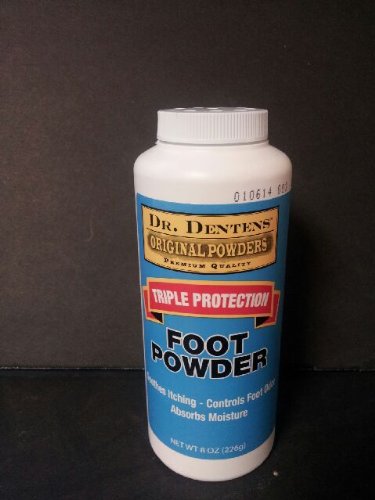 010614
DR. DENTENS
ORIGINAL POWDERS
PREMIUM QUALITY
TRIPLE PROTECTION
FOOT
POWDER
Itching - Controls Foot
Absorbs Moisture
NET WT 8 OZ (226g)